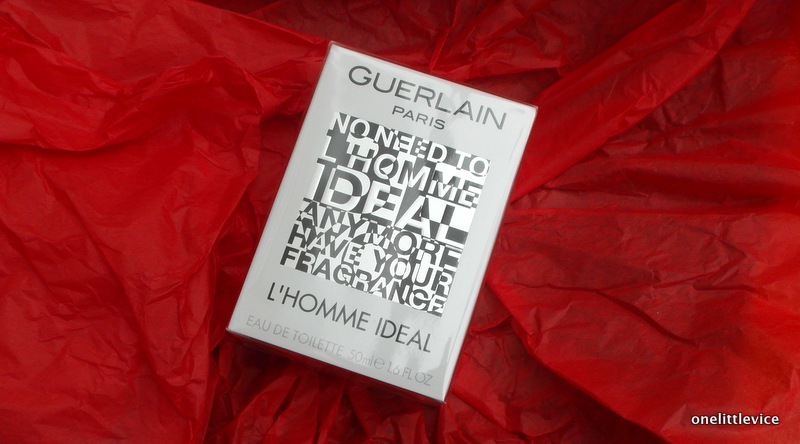 GUERLAIN
PARIS
NO NEED TO
L'HOMME
IDEAL
ANYMORE
HAVE YOUR
FRAGRANCE
L'HOMME IDEAL
EAU DE TOILETTE 50ml ℮ 1.6 FL OZ
onelittlevice